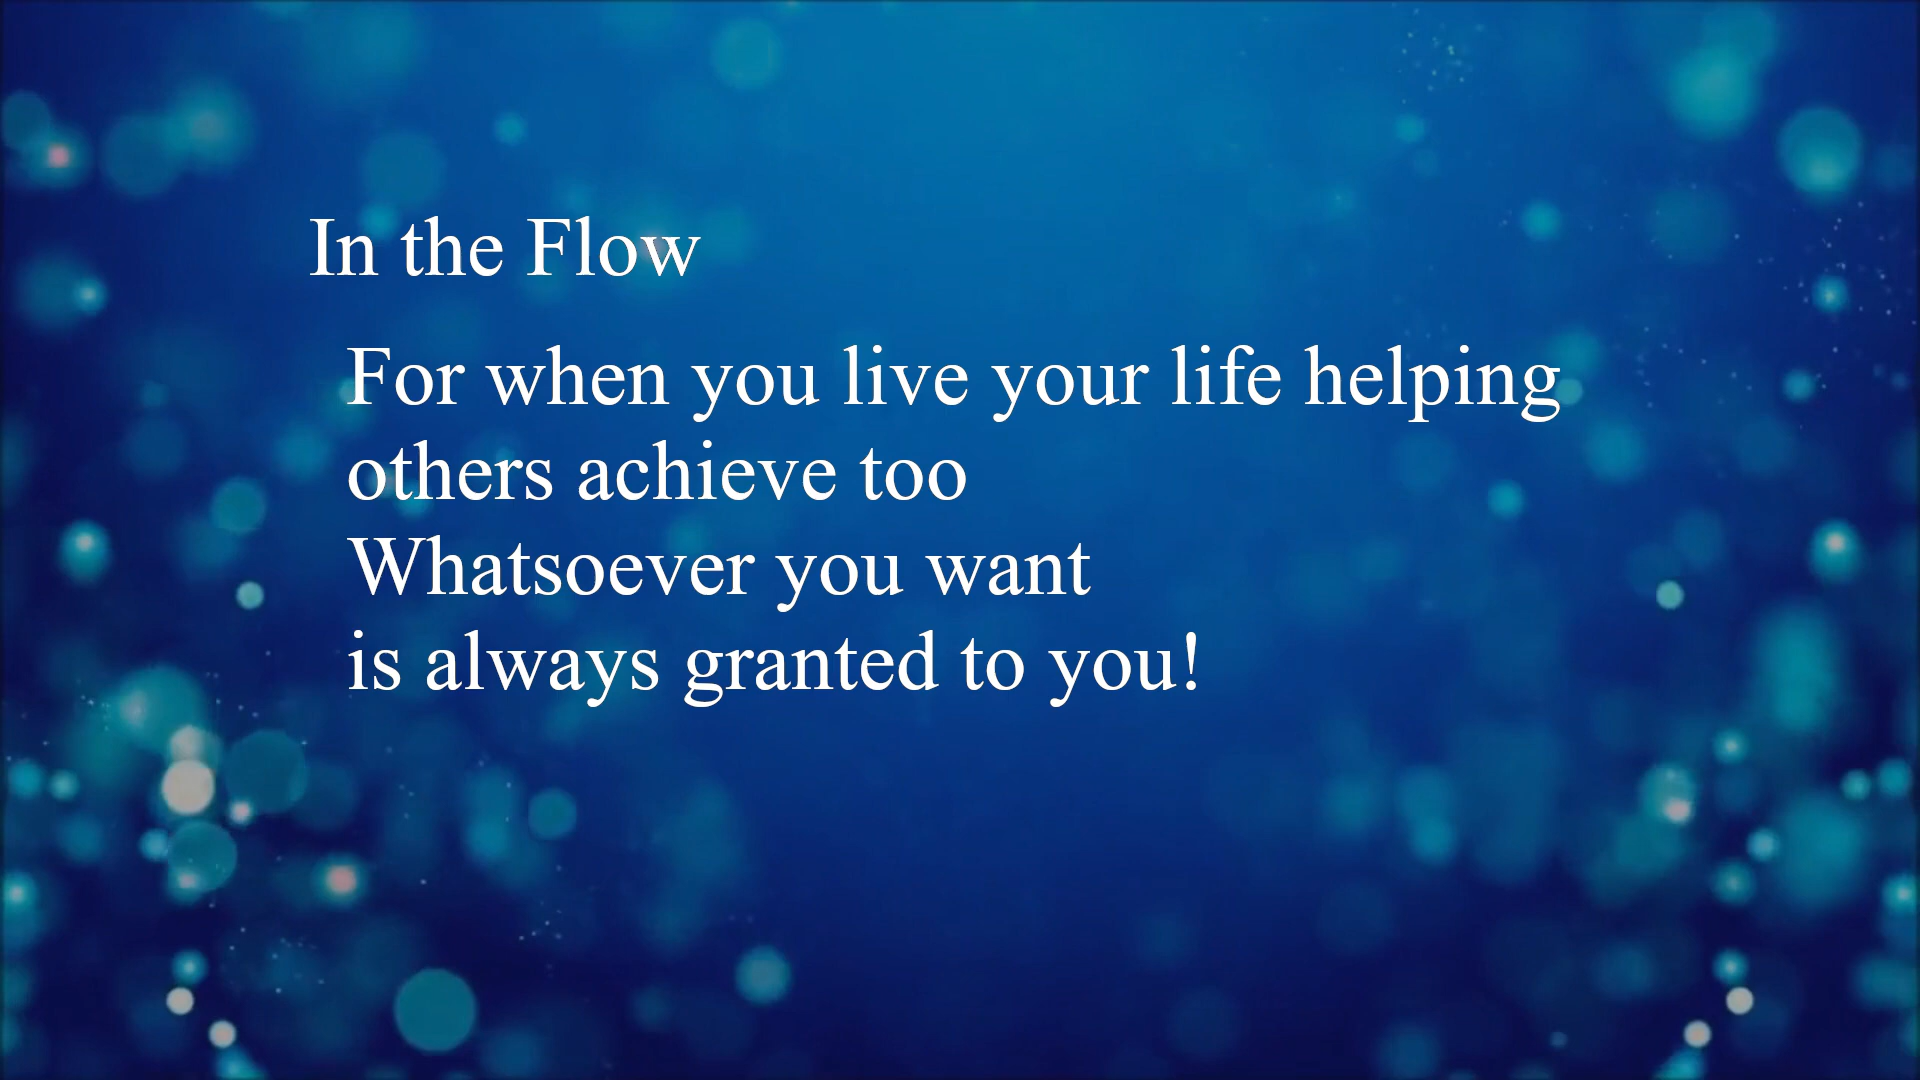 In the Flow
For when you live your life helping
others achieve too
Whatsoever you want
is always granted to you!